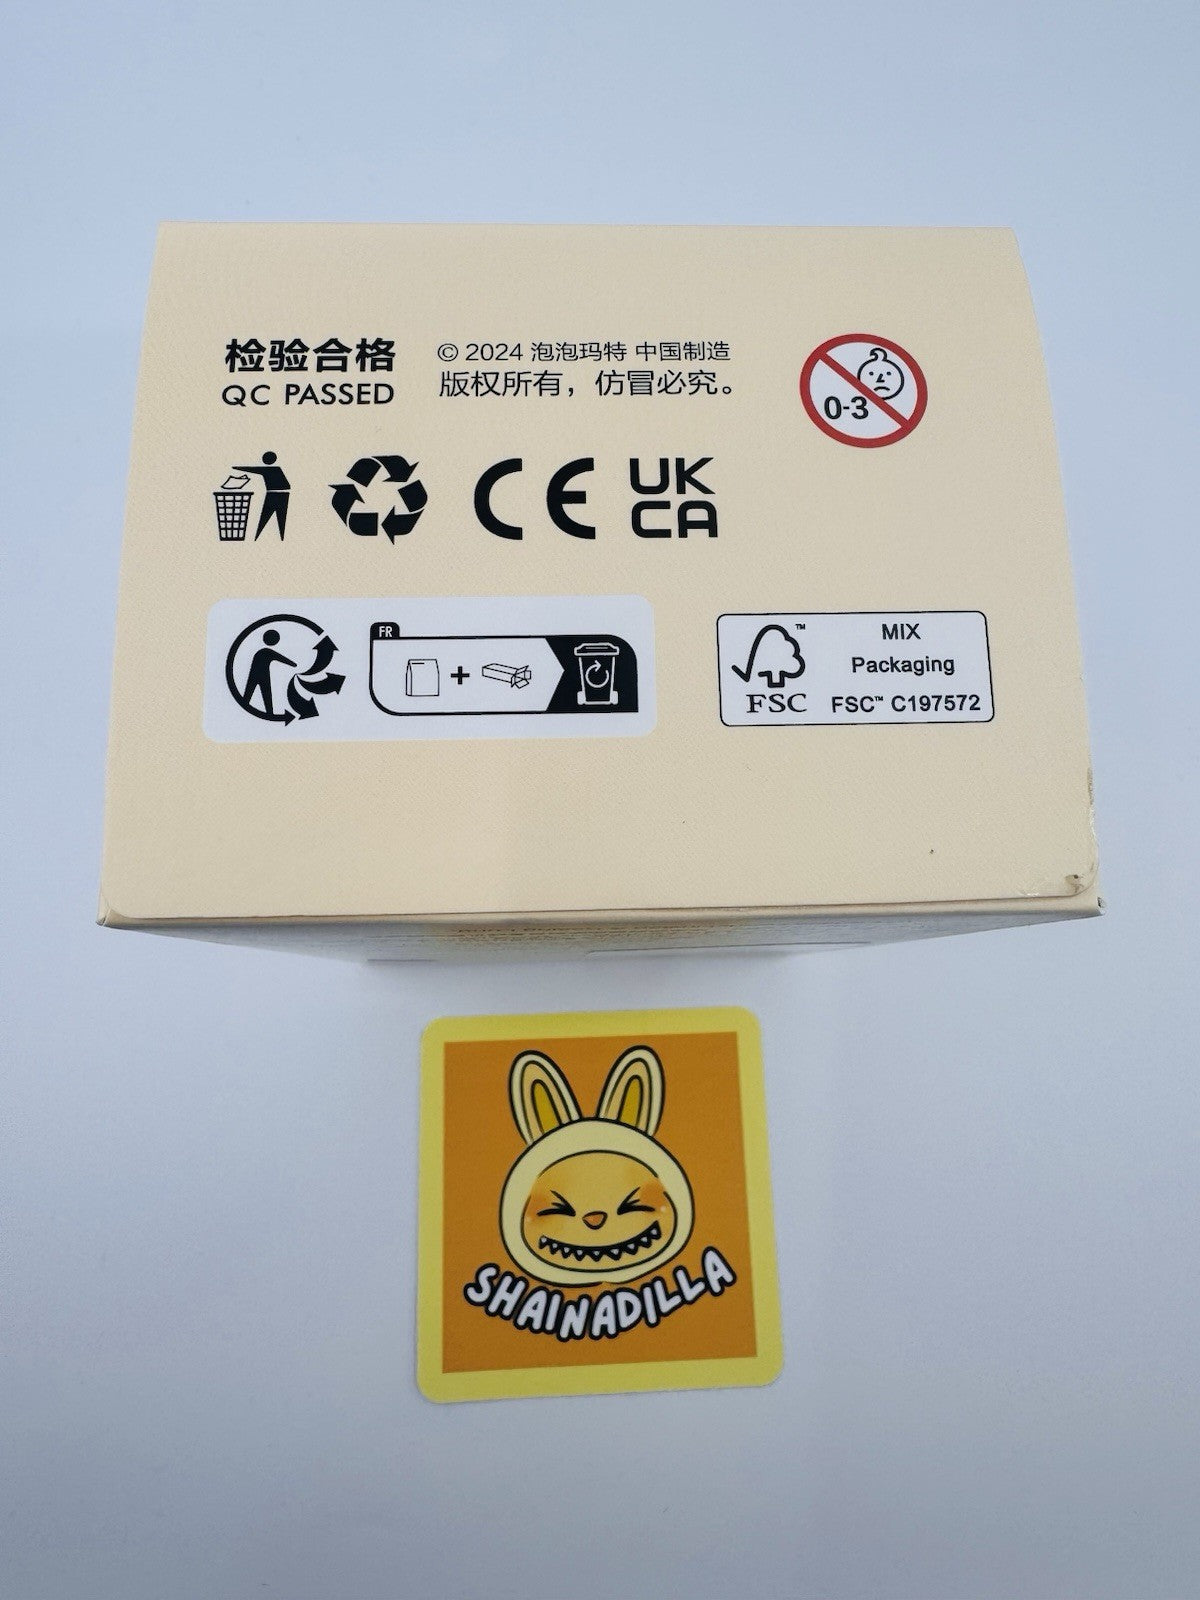 检验合格
QC PASSED
© 2024 泡泡玛特 中国制造
版权所有，仿冒必究。
0-3
CE
UK
CA
FR
FSC™
MIX
Packaging
FSC™ C197572
SHAINADILLA